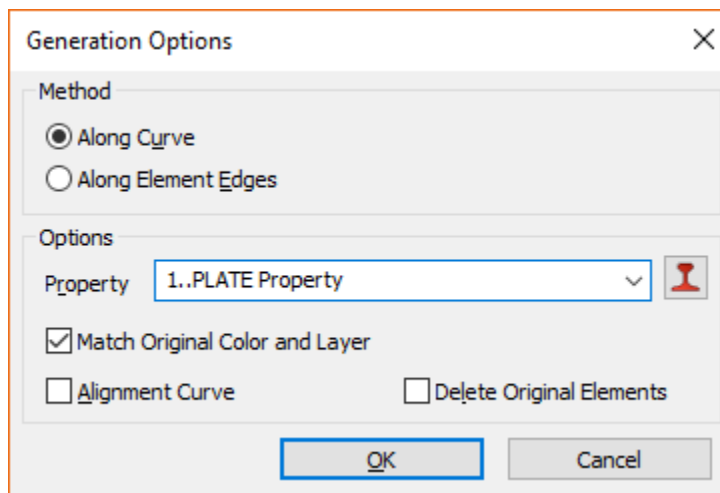 Generation Options
Method
Along Curve
Along Element Edges
Options
Property 1..PLATE Property
Match Original Color and Layer
Alignment Curve Delete Original Elements
OK Cancel